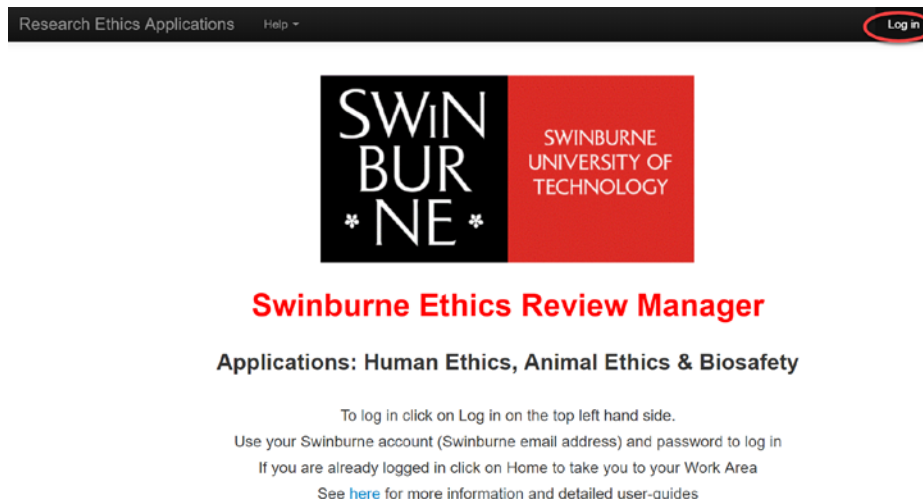 Research Ethics Applications Help Log in
SWiN
BUR
NE
SWINBURNE
UNIVERSITY OF
TECHNOLOGY
Swinburne Ethics Review Manager
Applications: Human Ethics, Animal Ethics & Biosafety
To log in click on Log in on the top left hand side.
Use your Swinburne account (Swinburne email address) and password to log in
If you are already logged in click on Home to take you to your Work Area
See here for more information and detailed user-guides